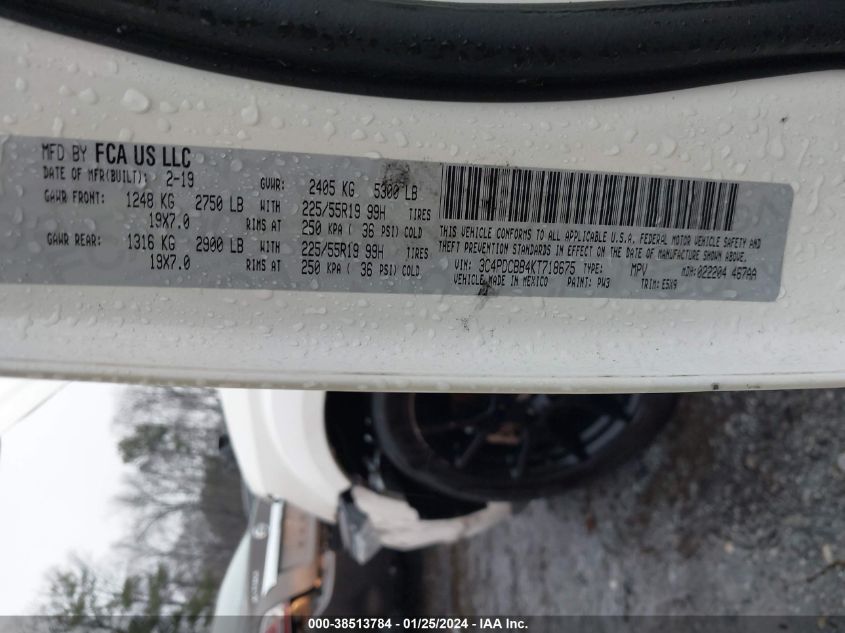 MFD BY FCA US LLC
DATE OF MFR(BUILT): 2-19 GVWR: 2405 KG 5300 LB
GAWR FRONT: 1248 KG 2750 LB WITH 225/55R19 99H TIRES
19X7.0 RIMS AT 250 KPA ( 36 PSI) COLD
GAWR REAR: 1316 KG 2900 LB WITH 225/55R19 99H TIRES
19X7.0 RIMS AT 250 KPA ( 36 PSI) COLD
THIS VEHICLE CONFORMS TO ALL APPLICABLE U.S.A. FEDERAL MOTOR VEHICLE SAFETY AND
THEFT PREVENTION STANDARDS IN EFFECT ON THE DATE OF MANUFACTURE SHOWN ABOVE.
VIN: 3C4PDCBB4KT718675 TYPE: MPV MDH: 022204 467AA
VEHICLE MADE IN MEXICO PAINT: PW3 TRIM: E5X9
000-38513784 - 01/25/2024 - IAA Inc.